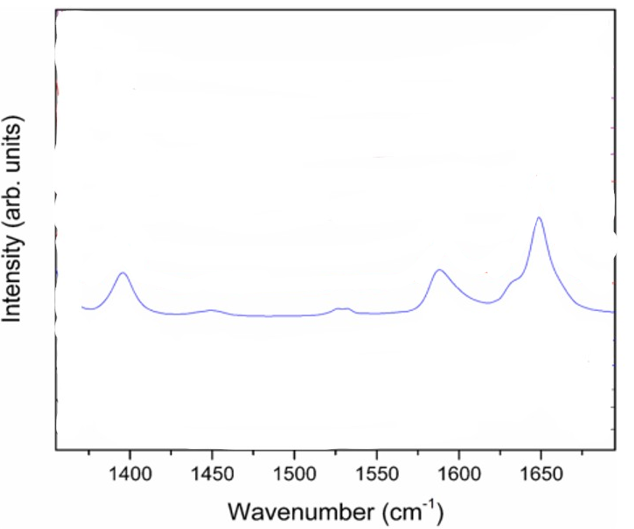 Intensity (arb. units)
1400 1450 1500 1550 1600 1650
Wavenumber (cm⁻¹)